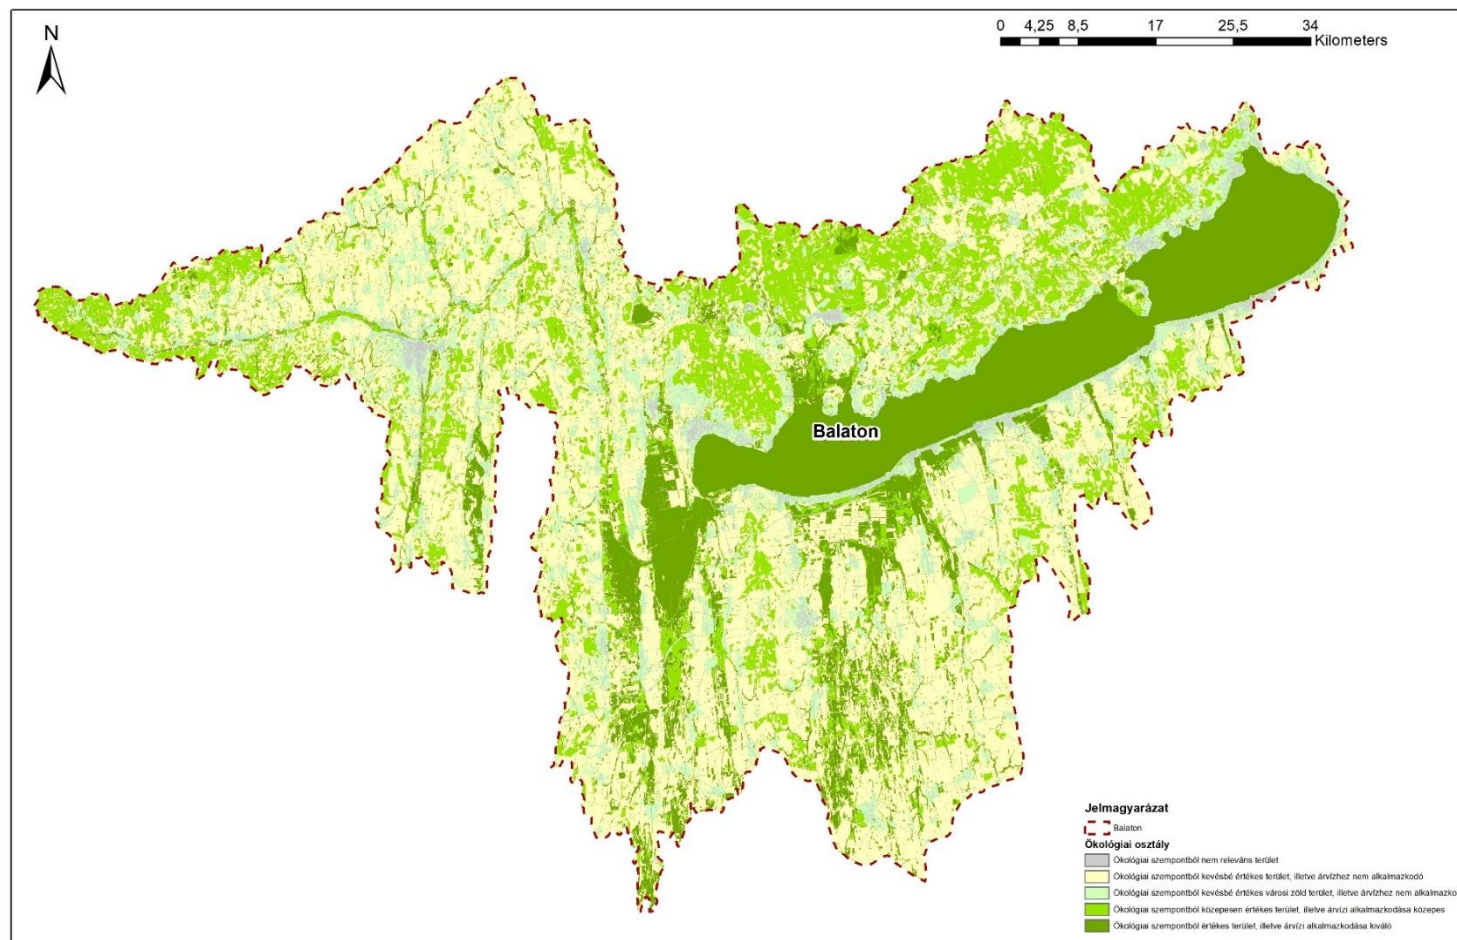 N
0 4,25 8,5 17 25,5 34
Kilometers
Balaton
Jelmagyarázat
Balaton
Ökológiai osztály
Ökológiai szempontból nem releváns terület
Ökológiai szempontból kevésbé értékes terület, illetve árvízhez nem alkalmazkodó
Ökológiai szempontból kevésbé értékes városi zöld terület, illetve árvízhez nem alkalmazko
Ökológiai szempontból közepesen értékes terület, illetve árvízi alkalmazkodása közepes
Ökológiai szempontból értékes terület, illetve árvízi alkalmazkodása kiváló